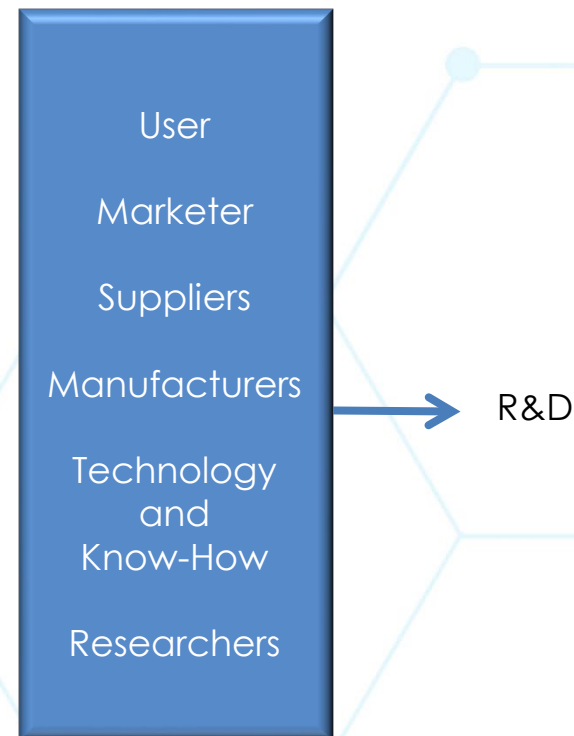 User
Marketer
Suppliers
Manufacturers
Technology
and
Know-How
Researchers
R&D